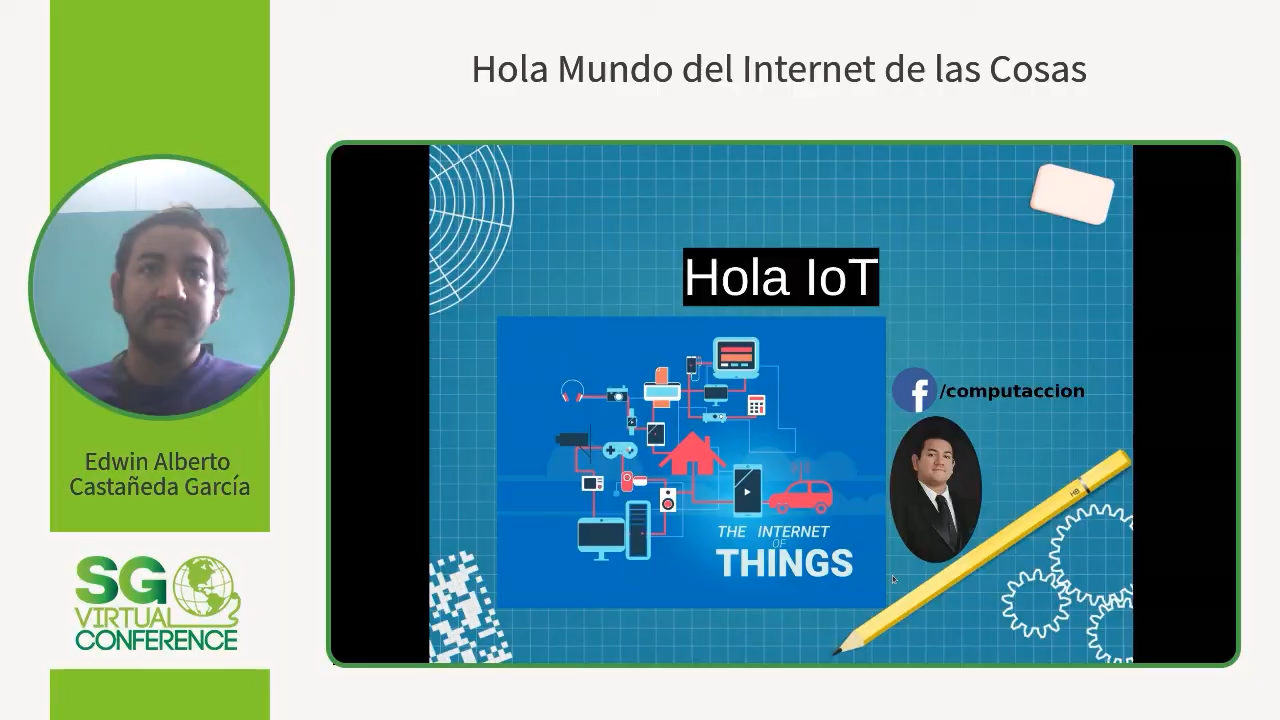 Hola Mundo del Internet de las Cosas
Edwin Alberto
Castañeda García
SG
VIRTUAL
CONFERENCE
Hola IoT
/computaccion
THE INTERNET
OF
THINGS
HB